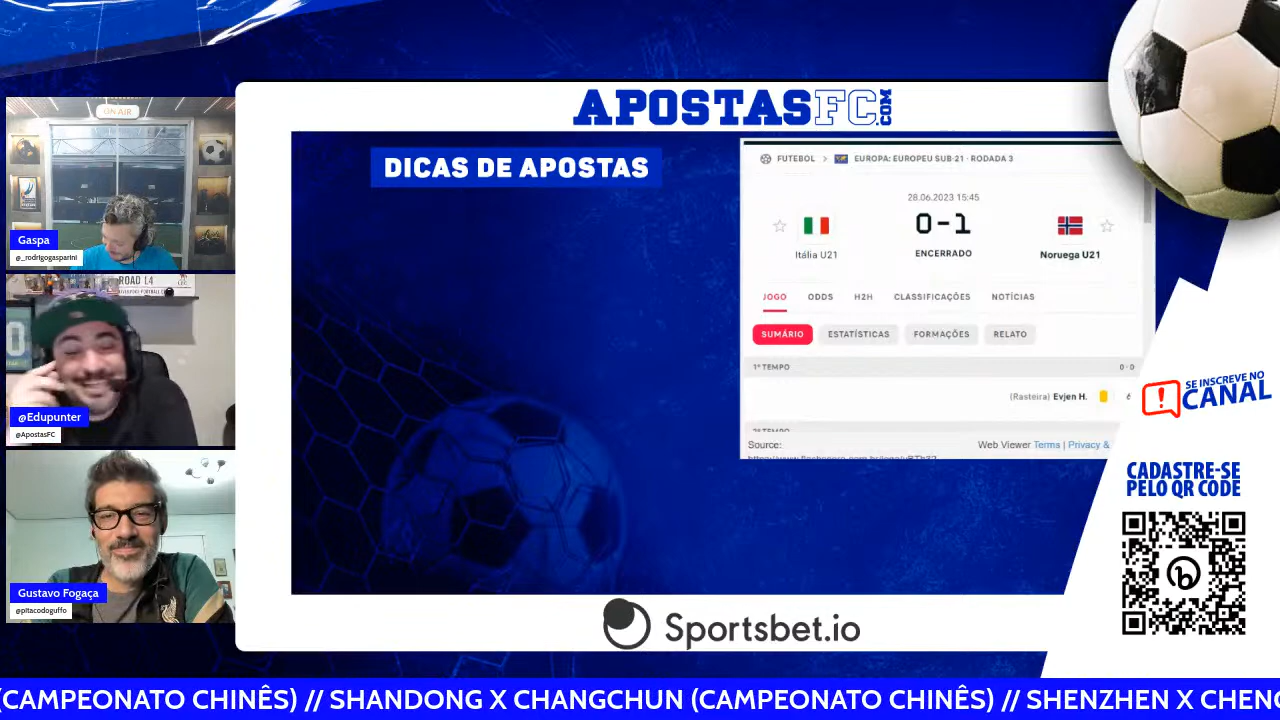 ON AIR
Gaspa
@_rodrigogasparini
ROAD L4
@Edupunter
@ApostasFC
Gustavo Fogaça
@pitacodoguffo
APOSTASFC.COM
DICAS DE APOSTAS
FUTEBOL > EUROPA: EUROPEU SUB-21 - RODADA 3
28.06.2023 15:45
0-1
ENCERRADO
Itália U21
Noruega U21
JOGO ODDS H2H CLASSIFICAÇÕES NOTÍCIAS
SUMÁRIO ESTATÍSTICAS FORMAÇÕES RELATO
1º TEMPO 0-0
(Rasteira) Evjen H. 6
2º TEMPO
Source: Web Viewer Terms | Privacy &
SE INSCREVE NO
CANAL
CADASTRE-SE
PELO QR CODE
Sportsbet.io
(CAMPEONATO CHINÊS) // SHANDONG X CHANGCHUN (CAMPEONATO CHINÊS) // SHENZHEN X CHENG